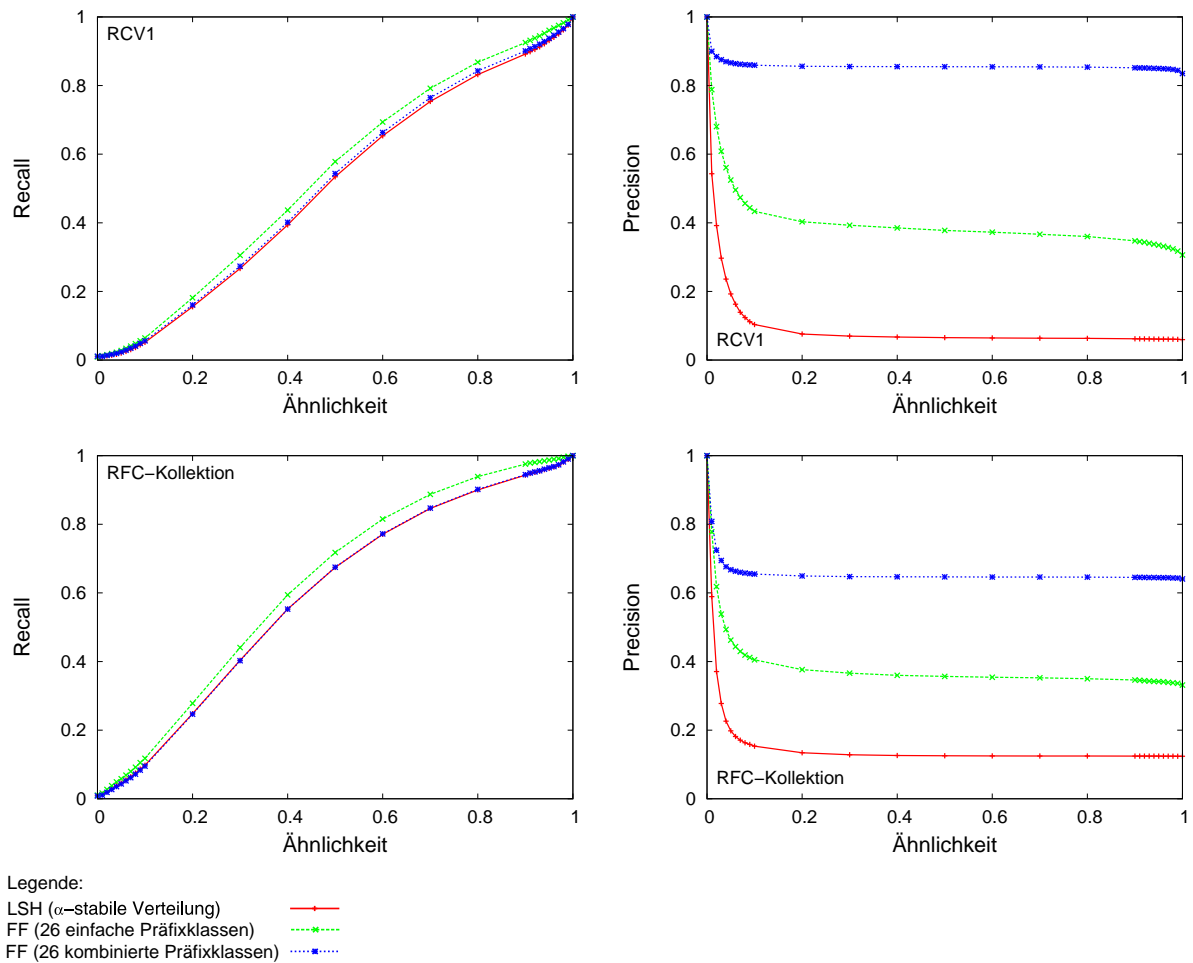 RCV1
Recall
1
0.8
0.6
0.4
0.2
0
0 0.2 0.4 0.6 0.8 1
Ähnlichkeit
RCV1
Precision
1
0.8
0.6
0.4
0.2
0
0 0.2 0.4 0.6 0.8 1
Ähnlichkeit
RFC–Kollektion
Recall
1
0.8
0.6
0.4
0.2
0
0 0.2 0.4 0.6 0.8 1
Ähnlichkeit
RFC–Kollektion
Precision
1
0.8
0.6
0.4
0.2
0
0 0.2 0.4 0.6 0.8 1
Ähnlichkeit
Legende:
LSH (α–stabile Verteilung)
FF (26 einfache Präfixklassen)
FF (26 kombinierte Präfixklassen)